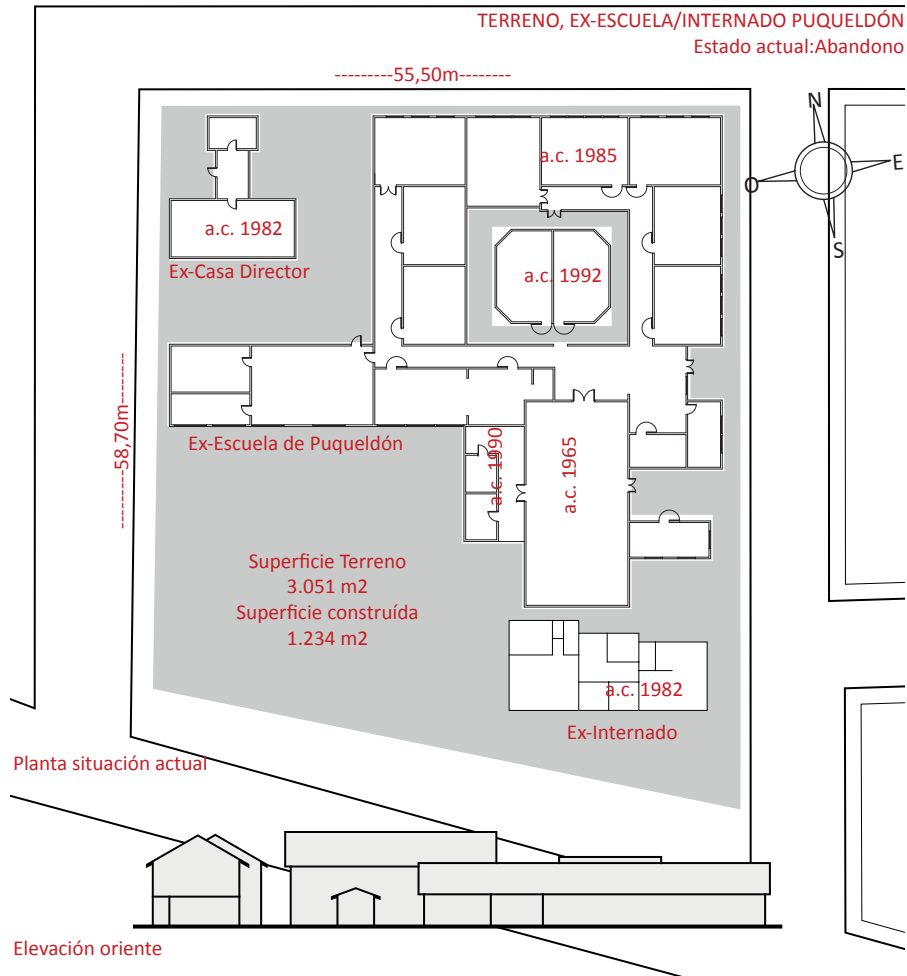 TERRENO, EX-ESCUELA/INTERNADO PUQUELDÓN
Estado actual:Abandono
---------55,50m--------
N
E
O
S
a.c. 1985
a.c. 1982
Ex-Casa Director
a.c. 1992
------58,70m--------
Ex-Escuela de Puqueldón
a.c. 1990
a.c. 1965
Superficie Terreno
3.051 m2
Superficie construída
1.234 m2
a.c. 1982
Ex-Internado
Planta situación actual
Elevación oriente